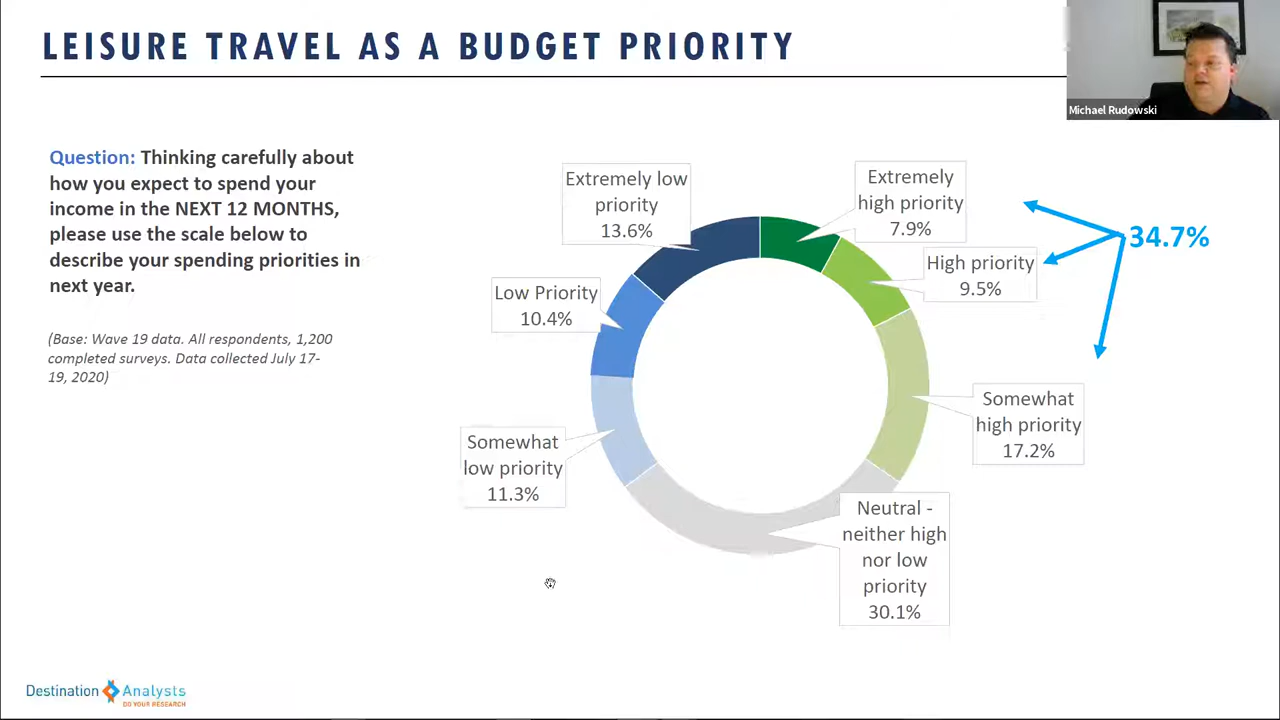 LEISURE TRAVEL AS A BUDGET PRIORITY
Michael Rudowski
Question: Thinking carefully about
how you expect to spend your
income in the NEXT 12 MONTHS,
please use the scale below to
describe your spending priorities in
next year.
(Base: Wave 19 data. All respondents, 1,200
completed surveys. Data collected July 17-
19, 2020)
Extremely low
priority
13.6%
Extremely
high priority
7.9%
34.7%
High priority
9.5%
Low Priority
10.4%
Somewhat
high priority
17.2%
Somewhat
low priority
11.3%
Neutral -
neither high
nor low
priority
30.1%
Destination Analysts
DO YOUR RESEARCH